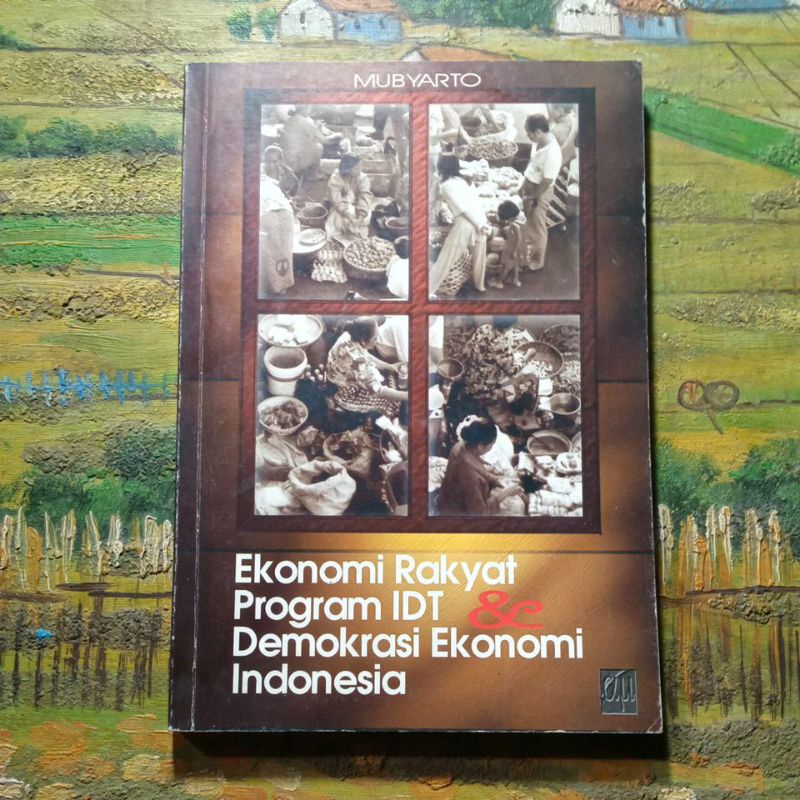 MUBYARTO
Ekonomi Rakyat
Program IDT &
Demokrasi Ekonomi
Indonesia